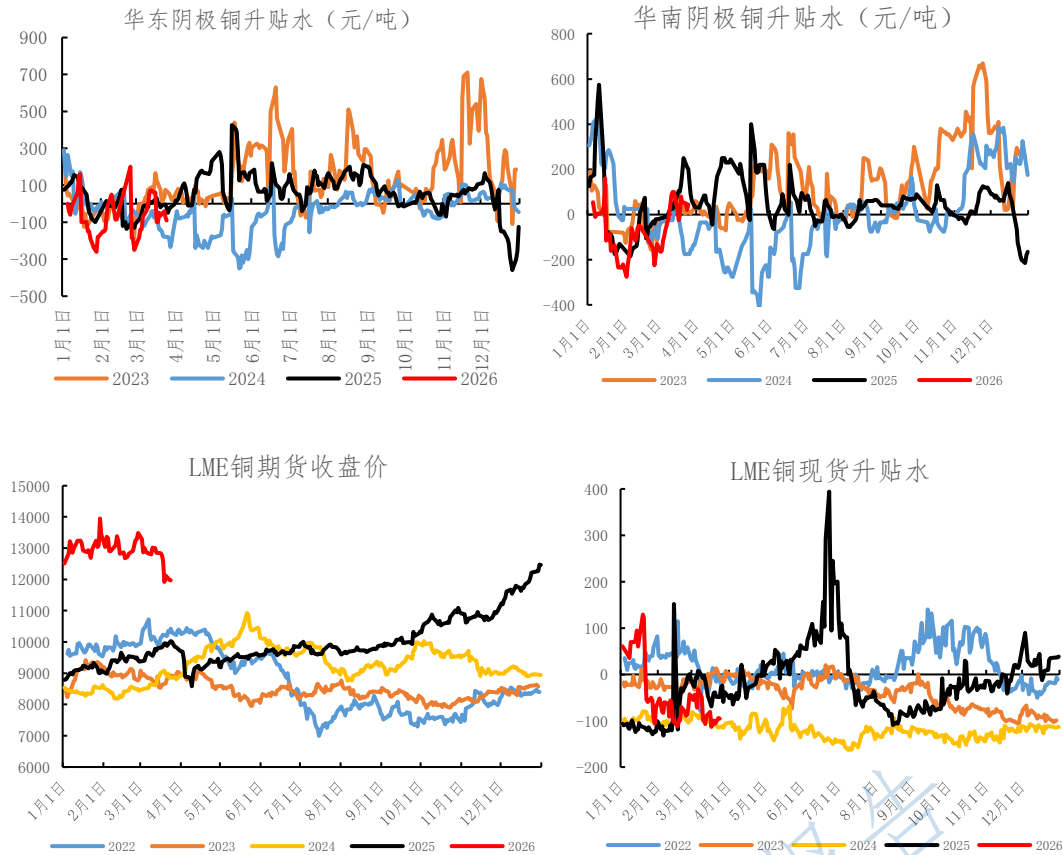 华东阴极铜升贴水（元/吨）
900
700
500
300
100
-100
-300
-500
1月1日
2月1日
3月1日
4月1日
5月1日
6月1日
7月1日
8月1日
9月1日
10月1日
11月1日
12月1日
2023 2024 2025 2026
华南阴极铜升贴水（元/吨）
800
600
400
200
0
-200
-400
1月1日
2月1日
3月1日
4月1日
5月1日
6月1日
7月1日
8月1日
9月1日
10月1日
11月1日
12月1日
2023 2024 2025 2026
LME铜期货收盘价
15000
14000
13000
12000
11000
10000
9000
8000
7000
6000
1月1日
2月1日
3月1日
4月1日
5月1日
6月1日
7月1日
8月1日
9月1日
10月1日
11月1日
12月1日
2022 2023 2024 2025 2026
LME铜现货升贴水
400
300
200
100
0
-100
-200
1月1日
2月1日
3月1日
4月1日
5月1日
6月1日
7月1日
8月1日
9月1日
10月1日
11月1日
12月1日
2022 2023 2024 2025 2026
告